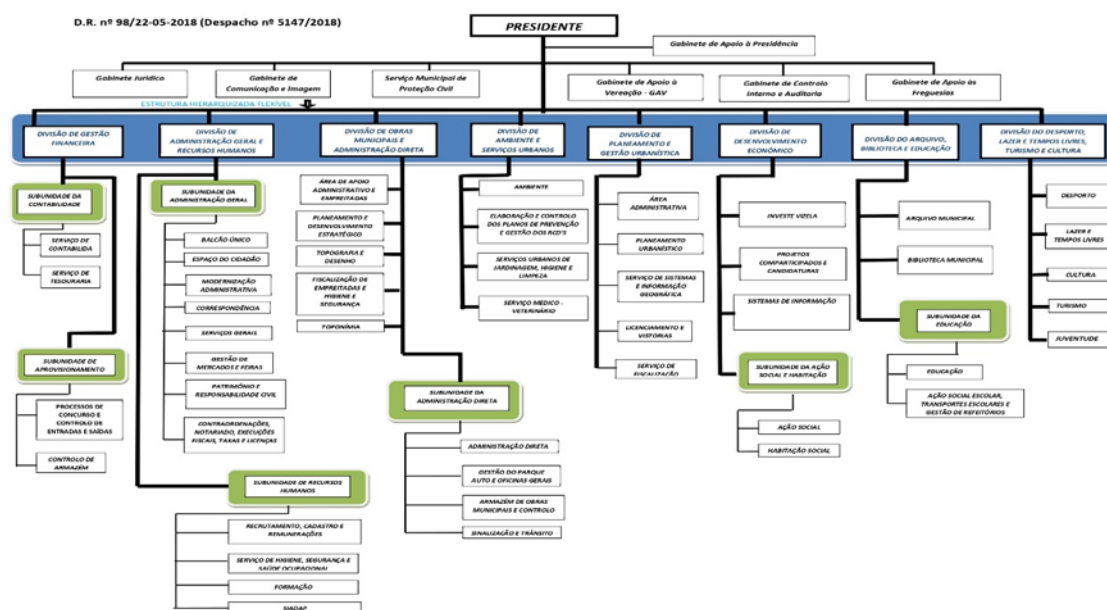 D.R. nº 98/22-05-2018 (Despacho nº 5147/2018)
PRESIDENTE
Gabinete de Apoio à Presidência
Gabinete Jurídico
Gabinete de
Comunicação e Imagem
Serviço Municipal de
Proteção Civil
Gabinete de Apoio à
Vereação - GAV
Gabinete de Controlo
Interno e Auditoria
Gabinete de Apoio às
Freguesias
ESTRUTURA HIERARQUIZADA FLEXÍVEL
DIVISÃO DE GESTÃO
FINANCEIRA
DIVISÃO DE
ADMINISTRAÇÃO GERAL E
RECURSOS HUMANOS
DIVISÃO DE OBRAS
MUNICIPAIS E
ADMINISTRAÇÃO DIRETA
DIVISÃO DE
AMBIENTE E
SERVIÇOS URBANOS
DIVISÃO DE
PLANEAMENTO E
GESTÃO URBANÍSTICA
DIVISÃO DE
DESENVOLVIMENTO
ECONÓMICO
DIVISÃO DO ARQUIVO,
BIBLIOTECA E EDUCAÇÃO
DIVISÃO DO DESPORTO,
LAZER E TEMPOS LIVRES,
TURISMO E CULTURA
SUBUNIDADE DA
CONTABILIDADE
SERVIÇO DE
CONTABILIDA
SERVIÇO DE
TESOURARIA
SUBUNIDADE DE
APROVISIONAMENTO
PROCESSOS DE
CONCURSO E
CONTROLO DE
ENTRADAS E SAÍDAS
CONTROLO DE
ARMAZÉM
SUBUNIDADE DA
ADMINISTRAÇÃO GERAL
BALCÃO ÚNICO
ESPAÇO DO CIDADÃO
MODERNIZAÇÃO
ADMINISTRATIVA
CORRESPONDÊNCIA
SERVIÇOS GERAIS
GESTÃO DE
MERCADOS E FEIRAS
PATRIMÓNIO E
RESPONSABILIDADE CIVIL
CONTRAORDENAÇÕES,
NOTARIADO, EXECUÇÕES
FISCAIS, TAXAS E LICENÇAS
SUBUNIDADE DE RECURSOS
HUMANOS
RECRUTAMENTO, CADASTRO E
REMUNERAÇÕES
SERVIÇO DE HIGIENE, SEGURANÇA E
SAÚDE OCUPACIONAL
FORMAÇÃO
SIADAP
ÁREA DE APOIO
ADMINISTRATIVO E
EMPREITADAS
PLANEAMENTO E
DESENVOLVIMENTO
ESTRATÉGICO
TOPOGRAFIA E
DESENHO
FISCALIZAÇÃO DE
EMPREITADAS E
HIGIENE E
SEGURANÇA
TOPONÍMIA
SUBUNIDADE DA
ADMINISTRAÇÃO DIRETA
ADMINISTRAÇÃO DIRETA
GESTÃO DO PARQUE
AUTO E OFICINAS GERAIS
ARMAZÉM DE OBRAS
MUNICIPAIS E CONTROLO
SINALIZAÇÃO E TRÂNSITO
AMBIENTE
ELABORAÇÃO E CONTROLO
DOS PLANOS DE PREVENÇÃO
E GESTÃO DOS RCD'S
SERVIÇOS URBANOS DE
JARDINAGEM, HIGIENE E
LIMPEZA
SERVIÇO MEDICO -
VETERINÁRIO
ÁREA
ADMINISTRATIVA
PLANEAMENTO
URBANÍSTICO
SERVIÇO DE SISTEMAS
E INFORMAÇÃO
GEOGRÁFICA
LICENCIAMENTO E
VISTORIAS
SERVIÇO DE
FISCALIZAÇÃO
INVESTE VIZELA
PROJETOS
COMPARTICIPADOS E
CANDIDATURAS
SISTEMAS DE INFORMAÇÃO
SUBUNIDADE DA AÇÃO
SOCIAL E HABITAÇÃO
AÇÃO SOCIAL
HABITAÇÃO SOCIAL
ARQUIVO MUNICIPAL
BIBLIOTECA MUNICIPAL
SUBUNIDADE DA
EDUCAÇÃO
EDUCAÇÃO
AÇÃO SOCIAL ESCOLAR,
TRANSPORTES ESCOLARES E
GESTÃO DE REFEITÓRIOS
DESPORTO
LAZER E
TEMPOS LIVRES
CULTURA
TURISMO
JUVENTUDE